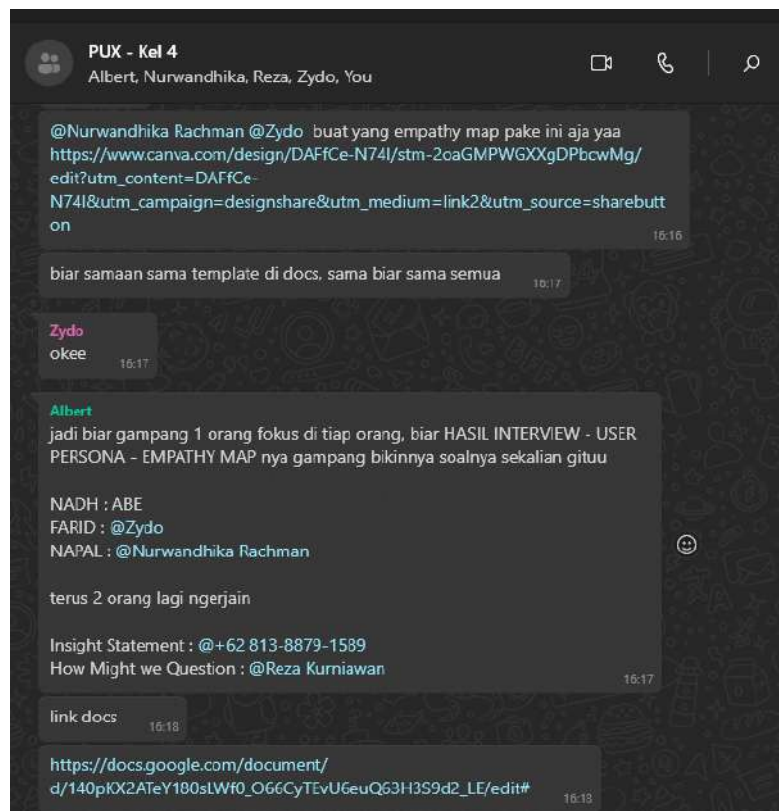 PUX - Kel 4
Albert, Nurwandhika, Reza, Zydo, You
@Nurwandhika Rachman @Zydo buat yang empathy map pake ini aja yaa
https://www.canva.com/design/DAFfCe-N74I/stm-2oaGMPWGXXgDPbcwMg/
edit?utm_content=DAFfCe-
N74I&utm_campaign=designshare&utm_medium=link2&utm_source=sharebutt
on
16:16
biar samaan sama template di docs, sama biar sama semua
16:17
Zydo
okee
16:17
Albert
jadi biar gampang 1 orang fokus di tiap orang, biar HASIL INTERVIEW - USER
PERSONA - EMPATHY MAP nya gampang bikinnya soalnya sekalian gituu
NADH : ABE
FARID : @Zydo
NAPAL : @Nurwandhika Rachman
terus 2 orang lagi ngerjain
Insight Statement : @+62 813-8879-1589
How Might we Question : @Reza Kurniawan
16:17
link docs
16:18
https://docs.google.com/document/
d/140pKX2ATeY180sLWf0_O66CyTEvU6euQ63H3S9d2_LE/edit#
16:18